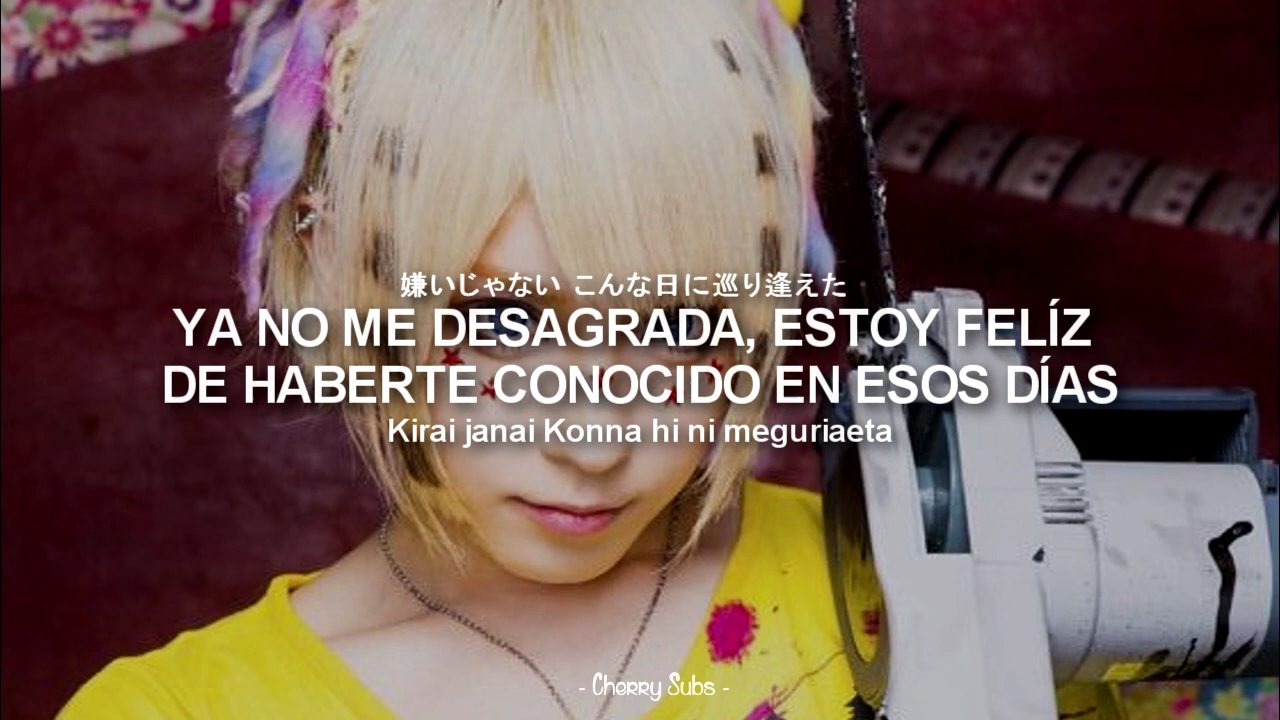 嫌いじゃない こんな日に巡り逢えた
YA NO ME DESAGRADA, ESTOY FELÍZ
DE HABERTE CONOCIDO EN ESOS DÍAS
Kirai janai Konna hi ni meguriaeta
- Cherry Subs -